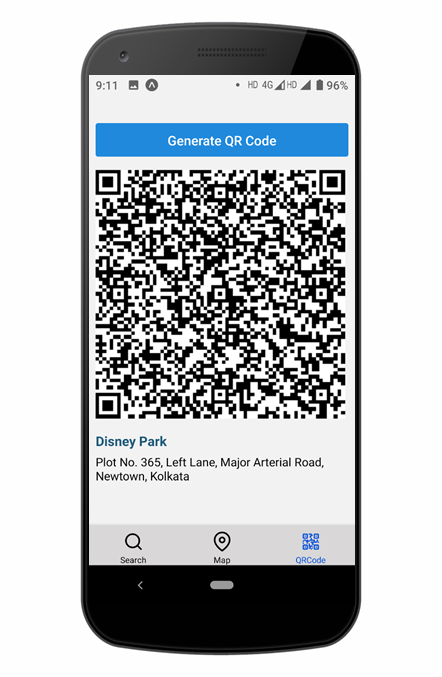 9:11 HD 4G HD 96%
Generate QR Code
Disney Park
Plot No. 365, Left Lane, Major Arterial Road,
Newtown, Kolkata
Search Map QRCode